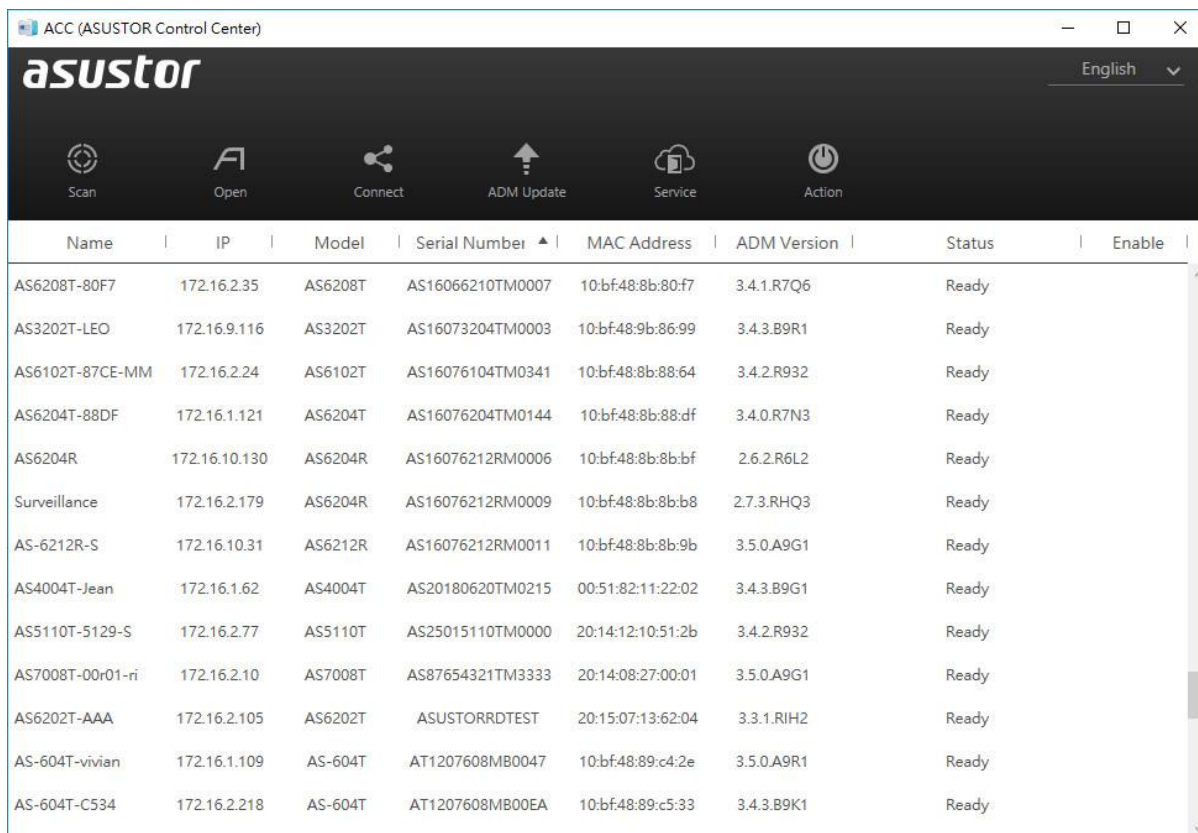 ACC (ASUSTOR Control Center)
asustor
English
Scan Open Connect ADM Update Service Action
Name IP Model Serial Number MAC Address ADM Version Status Enable
AS6208T-80F7 172.16.2.35 AS6208T AS16066210TM0007 10:bf:48:8b:80:f7 3.4.1.R7Q6 Ready
AS3202T-LEO 172.16.9.116 AS3202T AS16073204TM0003 10:bf:48:9b:86:99 3.4.3.B9R1 Ready
AS6102T-87CE-MM 172.16.2.24 AS6102T AS16076104TM0341 10:bf:48:8b:88:64 3.4.2.R932 Ready
AS6204T-88DF 172.16.1.121 AS6204T AS16076204TM0144 10:bf:48:8b:88:df 3.4.0.R7N3 Ready
AS6204R 172.16.10.130 AS6204R AS16076212RM0006 10:bf:48:8b:8b:bf 2.6.2.R6L2 Ready
Surveillance 172.16.2.179 AS6204R AS16076212RM0009 10:bf:48:8b:8b:b8 2.7.3.RHQ3 Ready
AS-6212R-S 172.16.10.31 AS6212R AS16076212RM0011 10:bf:48:8b:8b:9b 3.5.0.A9G1 Ready
AS4004T-Jean 172.16.1.62 AS4004T AS20180620TM0215 00:51:82:11:22:02 3.4.3.B9G1 Ready
AS5110T-5129-S 172.16.2.77 AS5110T AS25015110TM0000 20:14:12:10:51:2b 3.4.2.R932 Ready
AS7008T-00r01-ri 172.16.2.10 AS7008T AS87654321TM3333 20:14:08:27:00:01 3.5.0.A9G1 Ready
AS6202T-AAA 172.16.2.105 AS6202T ASUSTORRDTEST 20:15:07:13:62:04 3.3.1.RIH2 Ready
AS-604T-vivian 172.16.1.109 AS-604T AT1207608MB0047 10:bf:48:89:c4:2e 3.5.0.A9R1 Ready
AS-604T-C534 172.16.2.218 AS-604T AT1207608MB00EA 10:bf:48:89:c5:33 3.4.3.B9K1 Ready